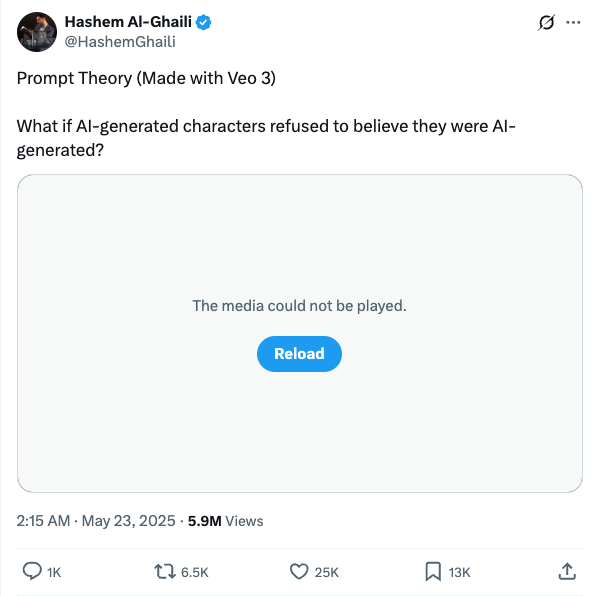 Hashem Al-Ghaili
@HashemGhaili
Prompt Theory (Made with Veo 3)
What if AI-generated characters refused to believe they were AI-
generated?
The media could not be played.
Reload
2:15 AM · May 23, 2025 · 5.9M Views
1K 6.5K 25K 13K